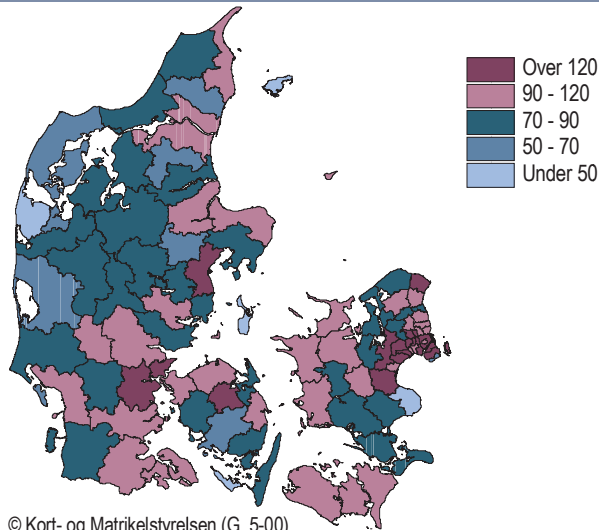 Over 120
90 - 120
70 - 90
50 - 70
Under 50
© Kort- og Matrikelstyrelsen (G. 5-00)